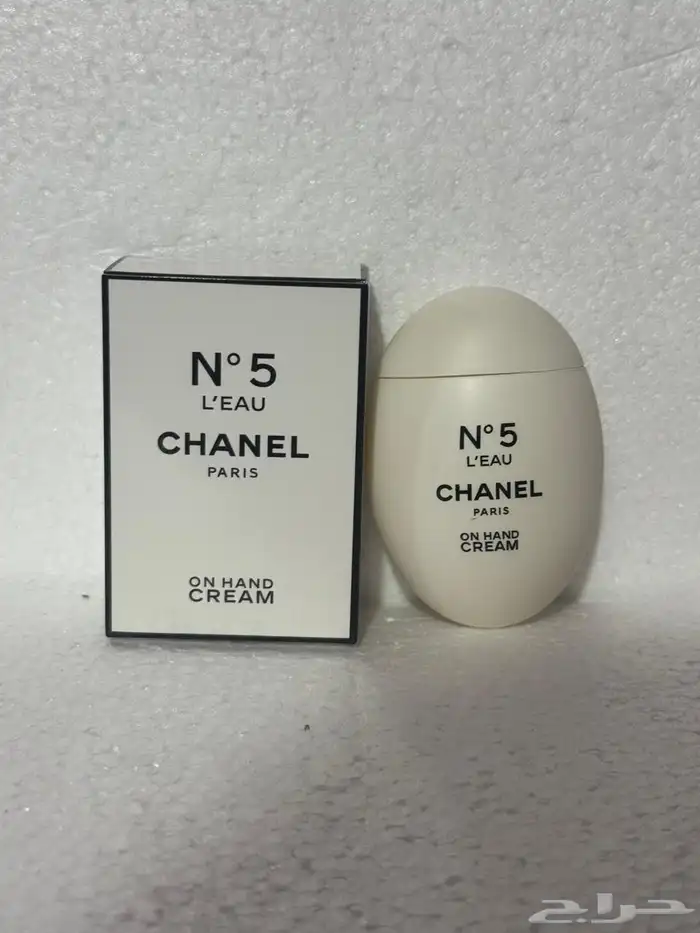 N° 5
L'EAU
CHANEL
PARIS
ON HAND
CREAM
N° 5
L'EAU
CHANEL
PARIS
ON HAND
CREAM
حراج